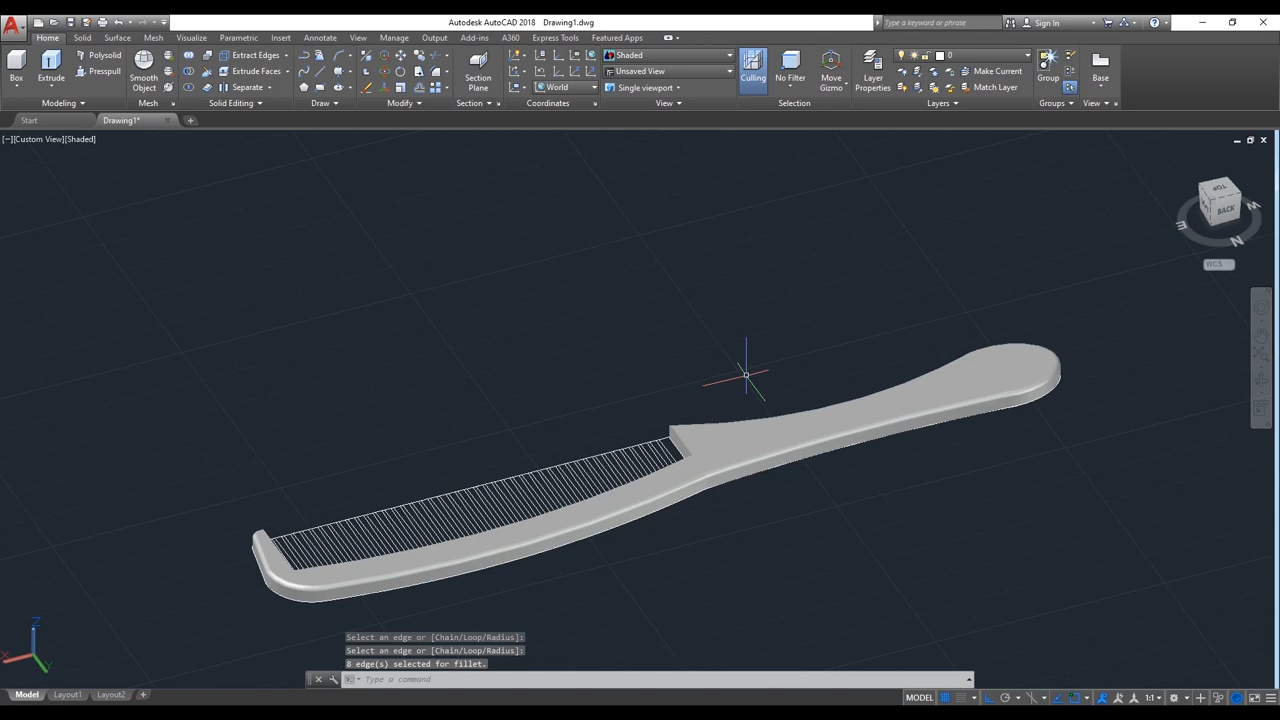 Autodesk AutoCAD 2018 Drawing1.dwg
Type a keyword or phrase
Sign In
Home Solid Surface Mesh Visualize Parametric Insert Annotate View Manage Output Add-ins A360 Express Tools Featured Apps
Box
Extrude
Polysolid
Presspull
Modeling
Smooth
Object
Mesh
Extract Edges
Extrude Faces
Separate
Solid Editing
Draw
Modify
Section
Plane
Section
World
Coordinates
Shaded
Unsaved View
Single viewport
View
Culling
No Filter
Move
Gizmo
Selection
Layer
Properties
0
Make Current
Match Layer
Layers
Group
Groups
Base
View
Start Drawing1*
[−][Custom View][Shaded]
TOP
BACK
W
E
N
WCS
Z
X
Y
Select an edge or [Chain/Loop/Radius]:
Select an edge or [Chain/Loop/Radius]:
8 edge(s) selected for fillet.
Type a command
Model Layout1 Layout2
MODEL
1:1